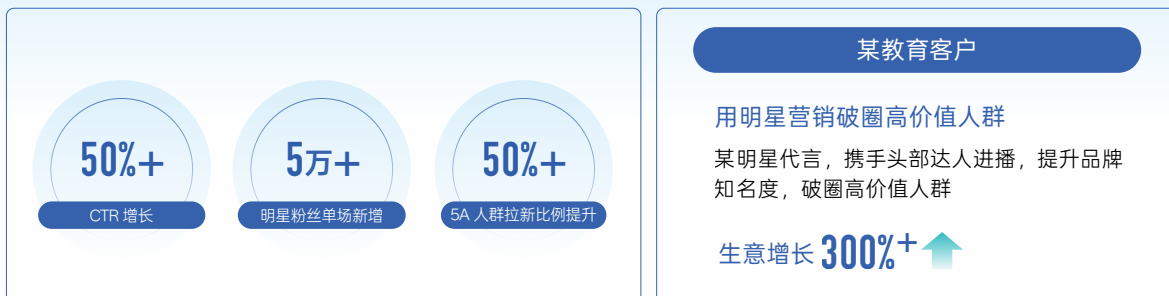 50%+
CTR 增长
5万+
明星粉丝单场新增
50%+
5A 人群拉新比例提升
某教育客户
用明星营销破圈高价值人群
某明星代言，携手头部达人进播，提升品牌
知名度，破圈高价值人群
生意增长 300%+